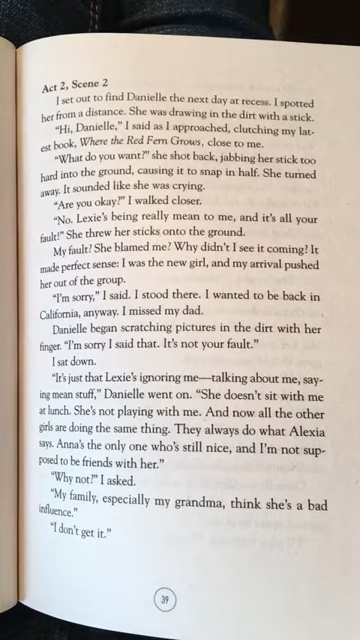 Act 2, Scene 2
I set out to find Danielle the next day at recess. I spotted
her from a distance. She was drawing in the dirt with a stick.
“Hi, Danielle,” I said as I approached, clutching my lat-
est book, Where the Red Fern Grows, close to me.
“What do you want?” she shot back, jabbing her stick too
hard into the ground, causing it to snap in half. She turned
away. It sounded like she was crying.
“Are you okay?” I walked closer.
“No. Lexie’s being really mean to me, and it’s all your
fault!” She threw her sticks onto the ground.
My fault? She blamed me? Why didn’t I see it coming? It
made perfect sense: I was the new girl, and my arrival pushed
her out of the group.
“I’m sorry,” I said. I stood there. I wanted to be back in
California, anyway. I missed my dad.
Danielle began scratching pictures in the dirt with her
finger. “I’m sorry I said that. It’s not your fault.”
I sat down.
“It’s just that Lexie’s ignoring me—talking about me, say-
ing mean stuff,” Danielle went on. “She doesn’t sit with me
at lunch. She’s not playing with me. And now all the other
girls are doing the same thing. They always do what Alexia
says. Anna’s the only one who’s still nice, and I’m not sup-
posed to be friends with her.”
“Why not?” I asked.
“My family, especially my grandma, think she’s a bad
influence.”
“I don’t get it.”
39